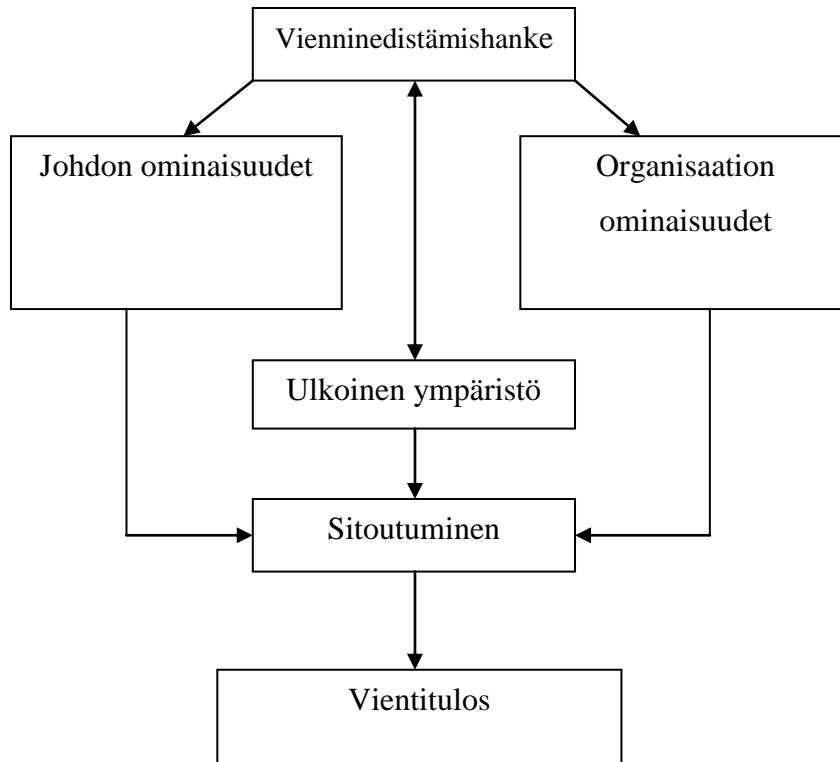 Vienninedistämishanke
Johdon ominaisuudet
Organisaation
ominaisuudet
Ulkoinen ympäristö
Sitoutuminen
Vientitulos